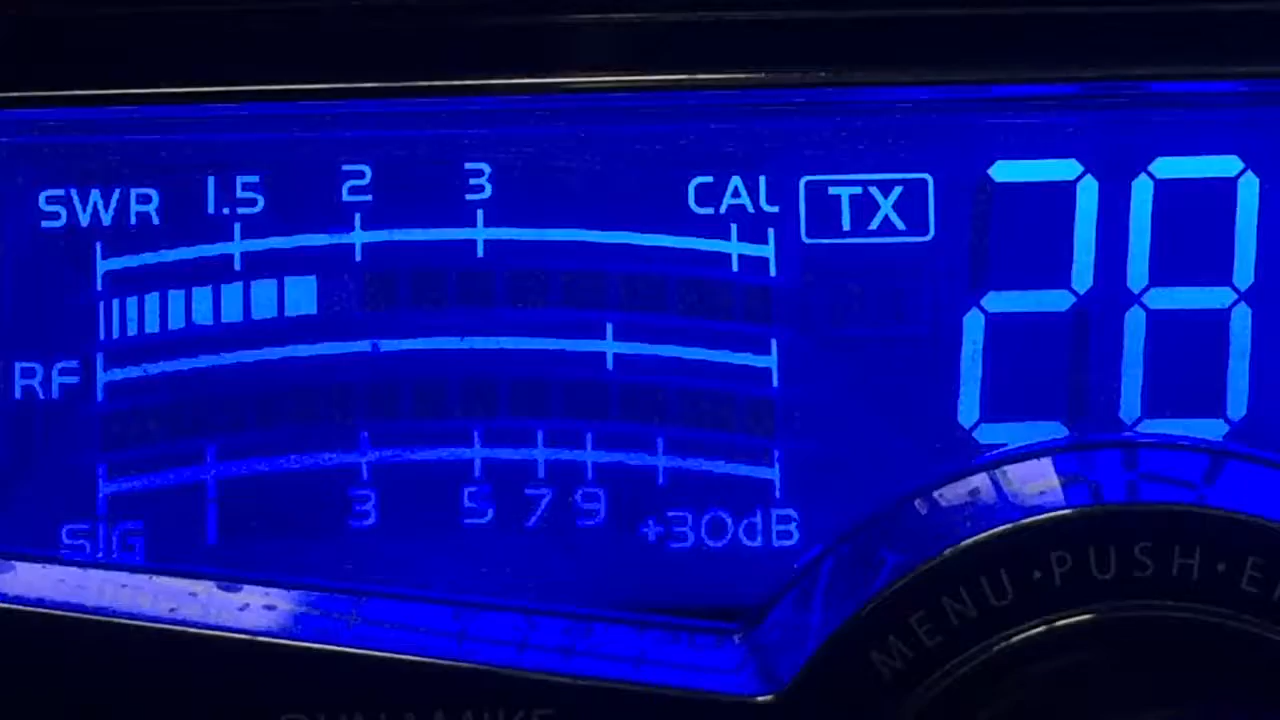 SWR 1.5 2 3 CAL TX 28
RF
3 5 7 9 +30dB
SIG
MENU • PUSH •